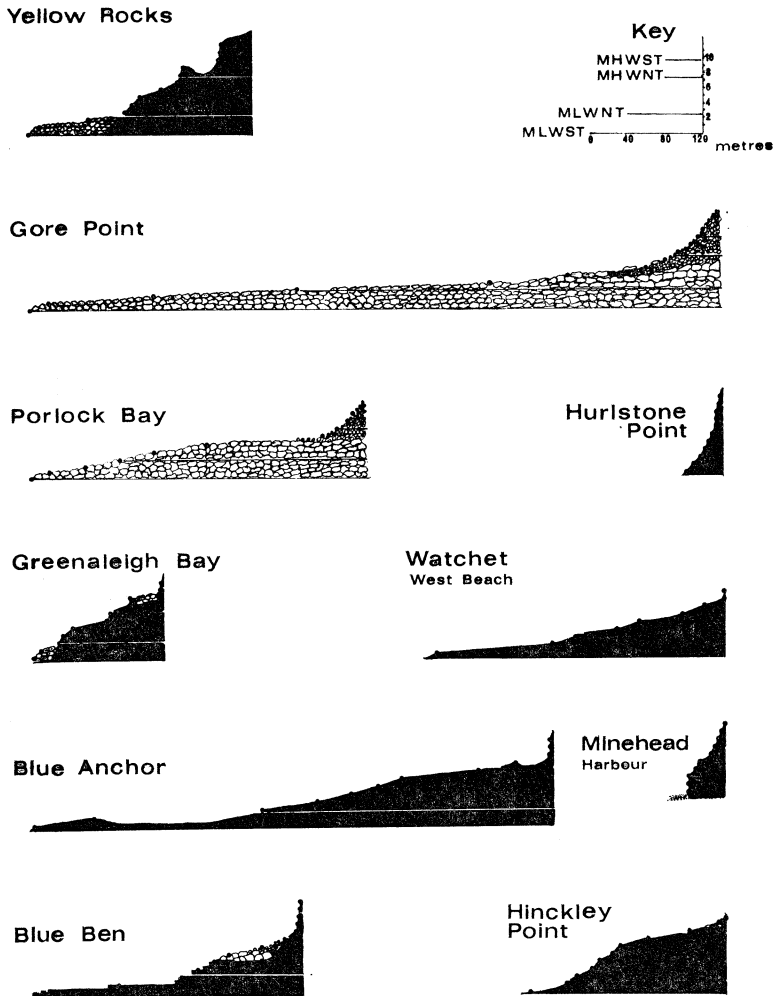 Yellow Rocks
Key
MHWST 10
MHWNT 8
6
4
MLWNT 2
MLWST 0 40 80 120 metres
Gore Point
Porlock Bay
Hurlstone
Point
Greenaleigh Bay
Watchet
West Beach
Blue Anchor
Minehead
Harbour
Blue Ben
Hinckley
Point